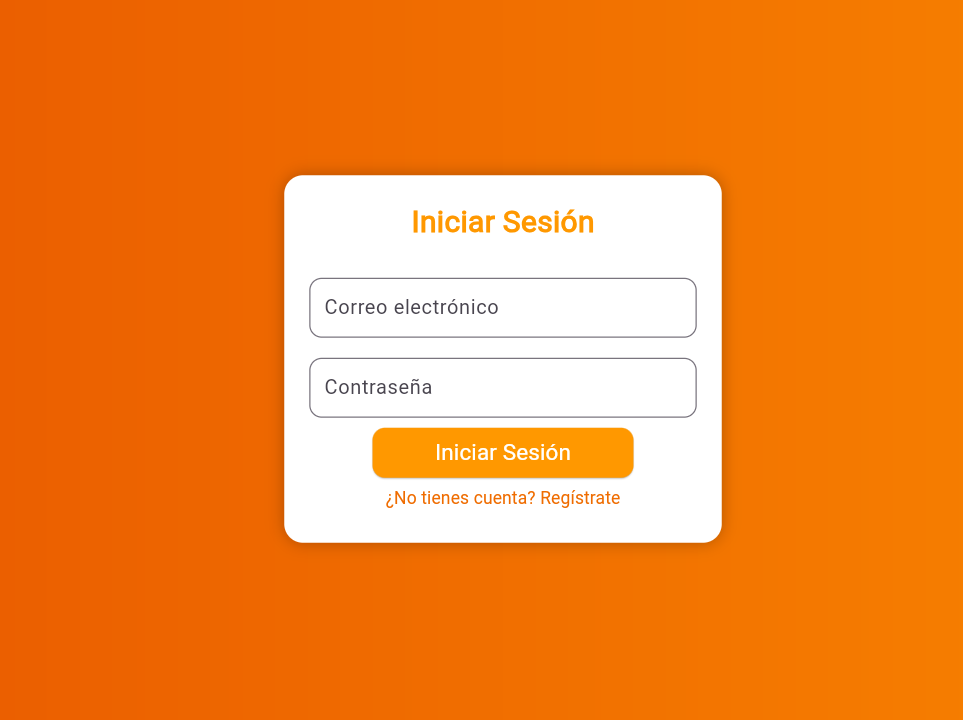 Iniciar Sesión
Correo electrónico
Contraseña
Iniciar Sesión
¿No tienes cuenta? Regístrate